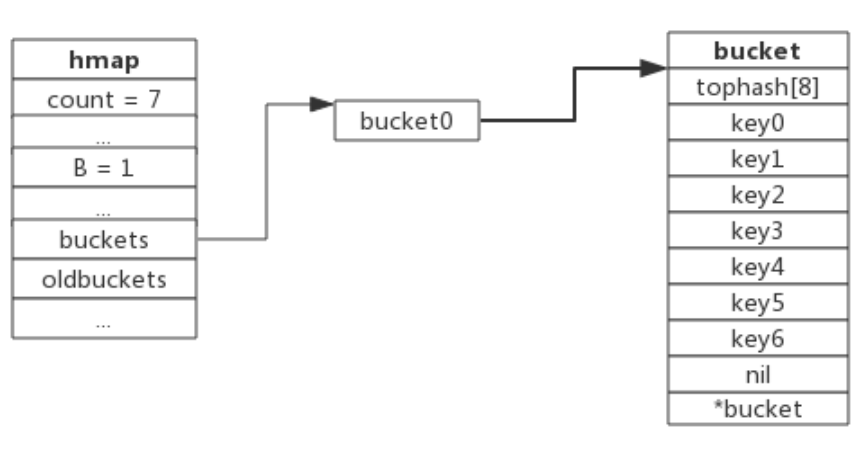 hmap
count = 7
...
B = 1
...
buckets
oldbuckets
...
bucket0
bucket
tophash[8]
key0
key1
key2
key3
key4
key5
key6
nil
*bucket